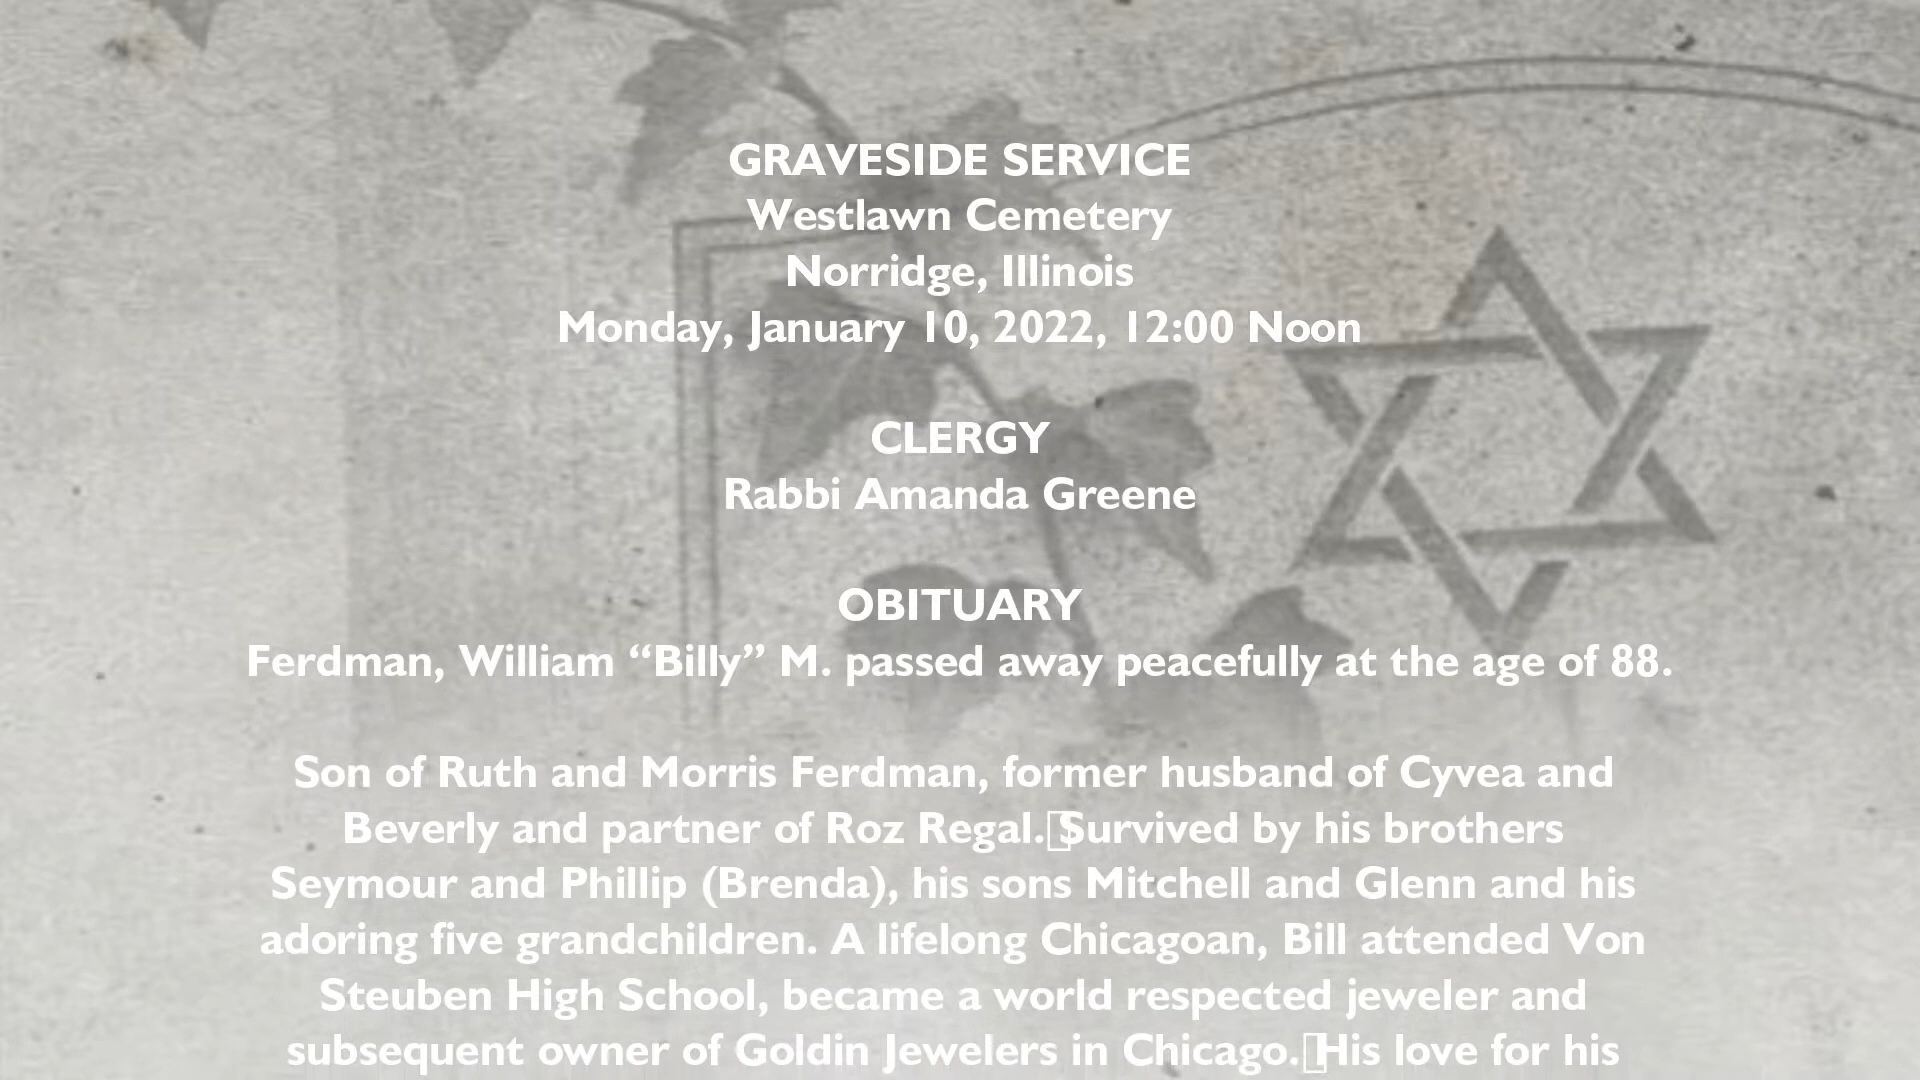 GRAVESIDE SERVICE
Westlawn Cemetery
Norridge, Illinois
Monday, January 10, 2022, 12:00 Noon
CLERGY
Rabbi Amanda Greene
OBITUARY
Ferdman, William “Billy” M. passed away peacefully at the age of 88.
Son of Ruth and Morris Ferdman, former husband of Cyvea and
Beverly and partner of Roz Regal. Survived by his brothers
Seymour and Phillip (Brenda), his sons Mitchell and Glenn and his
adoring five grandchildren. A lifelong Chicagoan, Bill attended Von
Steuben High School, became a world respected jeweler and
subsequent owner of Goldin Jewelers in Chicago. His love for his